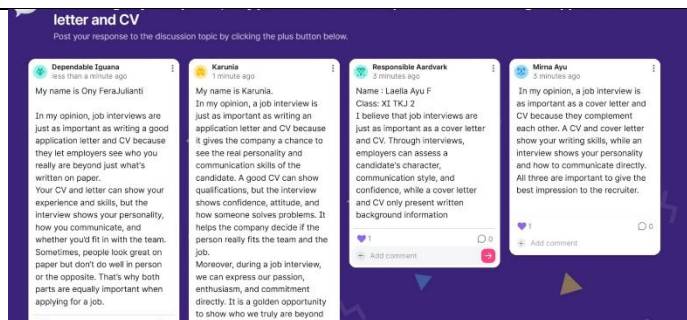 letter and CV
Post your response to the discussion topic by clicking the plus button below.
Dependable Iguana
less than a minute ago
My name is Ony FeraJulianti
In my opinion, job interviews are
just as important as writing a good
application letter and CV because
they let employers see who you
really are beyond just what's
written on paper.
Your CV and letter can show your
experience and skills, but the
interview shows your personality,
how you communicate, and
whether you'd fit in with the team.
Sometimes, people look great on
paper but don't do well in person
or the opposite. That's why both
parts are equally important when
applying for a job.
Karunia
1 minute ago
My name is Karunia.
In my opinion, a job interview is
just as important as writing an
application letter and CV because
it gives the company a chance to
see the real personality and
communication skills of the
candidate. A good CV can show
qualifications, but the interview
shows confidence, attitude, and
how someone solves problems. It
helps the company decide if the
person really fits the team and the
job.
Moreover, during a job interview,
we can express our passion,
enthusiasm, and commitment
directly. It is a golden opportunity
to show who we truly are beyond
Responsible Aardvark
3 minutes ago
Name : Laella Ayu F
Class: XI TKJ 2
I believe that job interviews are
just as important as a cover letter
and CV. Through interviews,
employers can assess a
candidate's character,
communication style, and
confidence, while a cover letter
and CV only present written
background information
1
0
Add comment
Mirna Ayu
3 minutes ago
In my opinion, a job interview is
as important as a cover letter and
CV because they complement
each other. A CV and cover letter
show your writing skills, while an
interview shows your personality
and how to communicate directly.
All three are important to give the
best impression to the recruiter.
1
0
Add comment